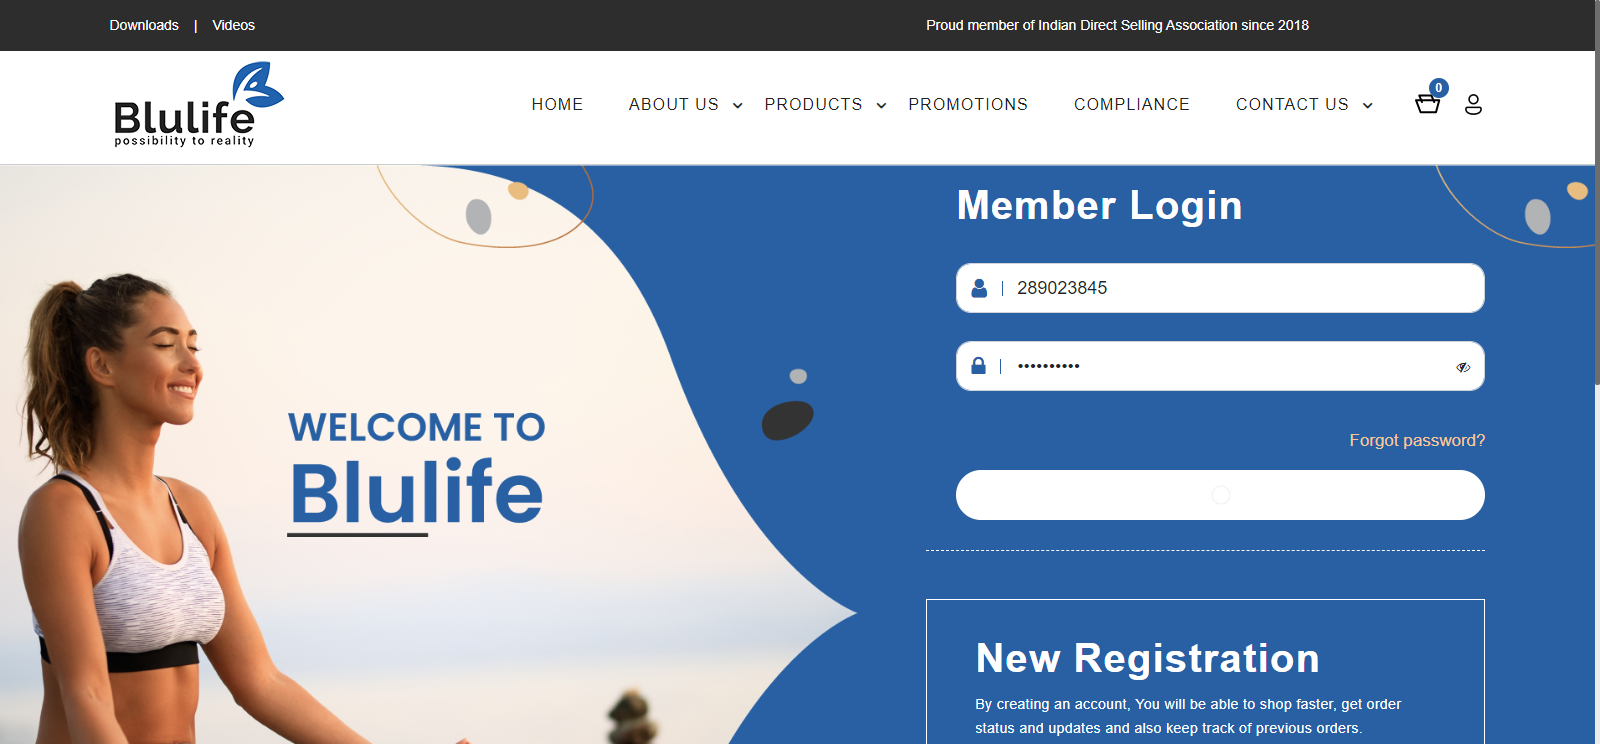 Downloads | Videos
Proud member of Indian Direct Selling Association since 2018
Blulife
possibility to reality
HOME ABOUT US PRODUCTS PROMOTIONS COMPLIANCE CONTACT US
0
Member Login
289023845
••••••••••
Forgot password?
WELCOME TO
Blulife
New Registration
By creating an account, You will be able to shop faster, get order
status and updates and also keep track of previous orders.